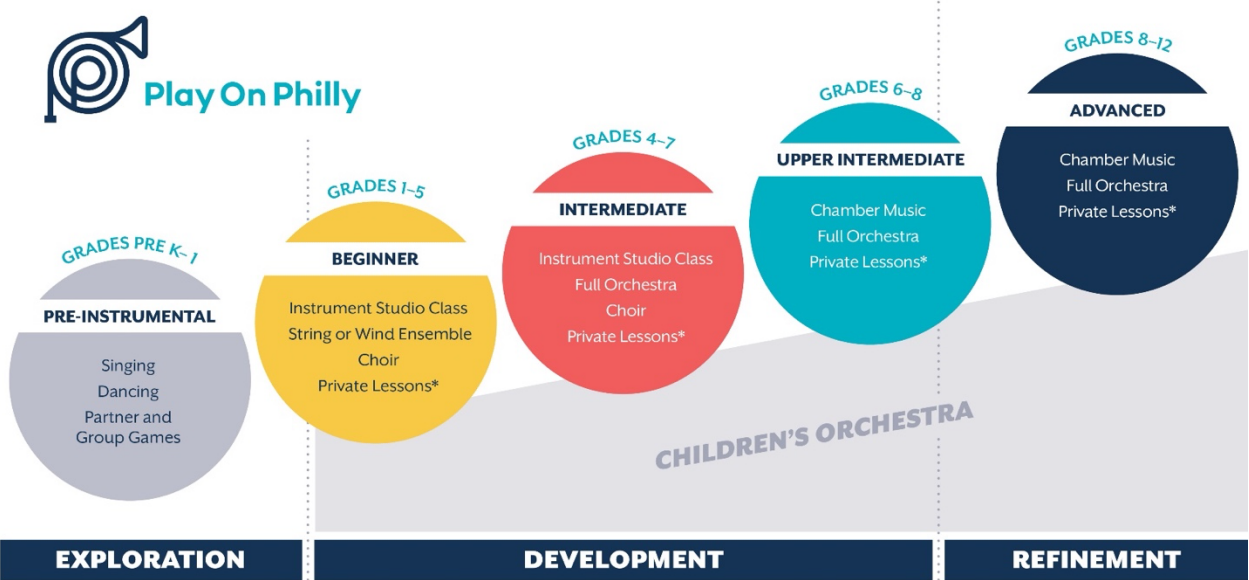 Play On Philly
GRADES PRE K–1
PRE-INSTRUMENTAL
Singing
Dancing
Partner and
Group Games
GRADES 1–5
BEGINNER
Instrument Studio Class
String or Wind Ensemble
Choir
Private Lessons*
GRADES 4–7
INTERMEDIATE
Instrument Studio Class
Full Orchestra
Choir
Private Lessons*
GRADES 6–8
UPPER INTERMEDIATE
Chamber Music
Full Orchestra
Private Lessons*
GRADES 8–12
ADVANCED
Chamber Music
Full Orchestra
Private Lessons*
CHILDREN'S ORCHESTRA
EXPLORATION
DEVELOPMENT
REFINEMENT